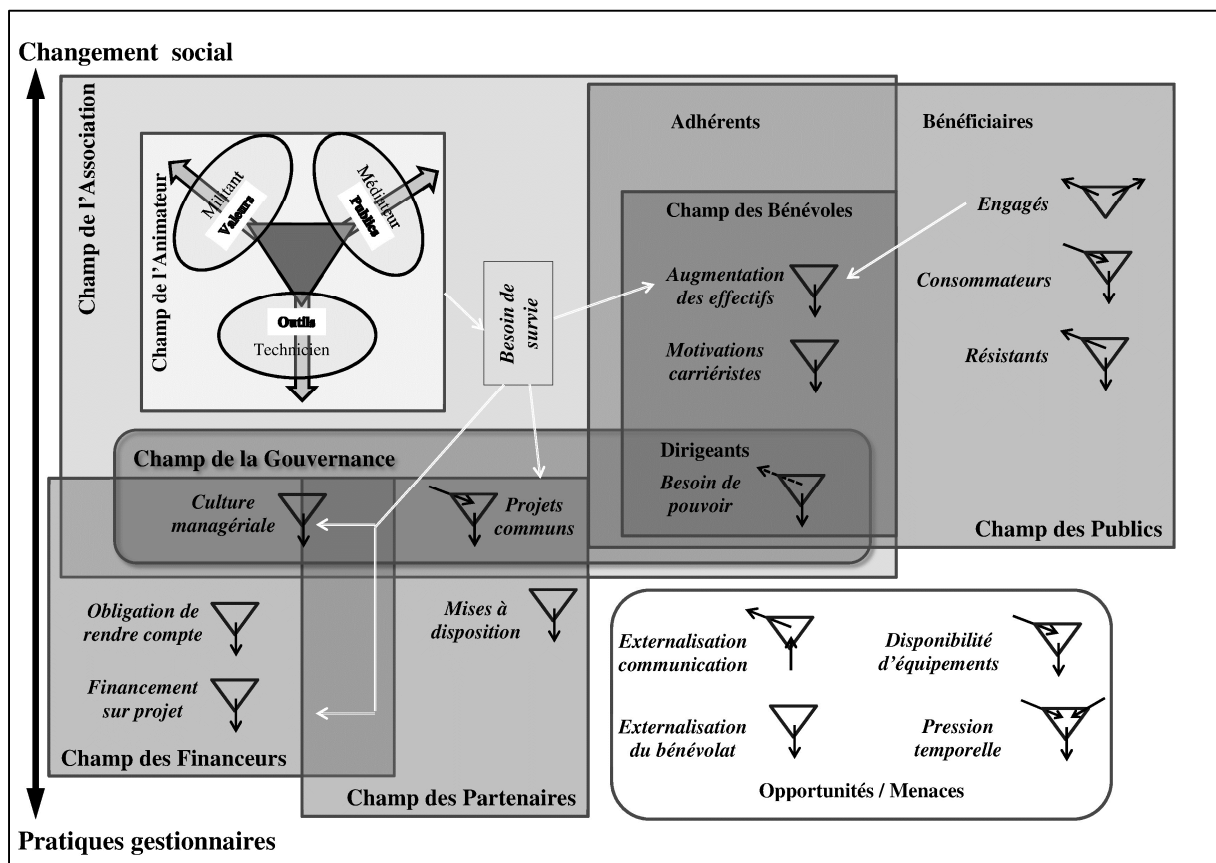 Changement social
Champ de l'Association
Champ de l'Animateur
Militant
Valeurs
Médiateur
Publics
Outils
Technicien
Besoin de
survie
Adhérents
Bénéficiaires
Champ des Bénévoles
Augmentation
des effectifs
Motivations
carriéristes
Engagés
Consommateurs
Résistants
Dirigeants
Besoin de
pouvoir
Champ des Publics
Champ de la Gouvernance
Culture
managériale
Projets
communs
Obligation de
rendre compte
Mises à
disposition
Financement
sur projet
Champ des Financeurs
Champ des Partenaires
Externalisation
communication
Disponibilité
d'équipements
Externalisation
du bénévolat
Pression
temporelle
Opportunités / Menaces
Pratiques gestionnaires